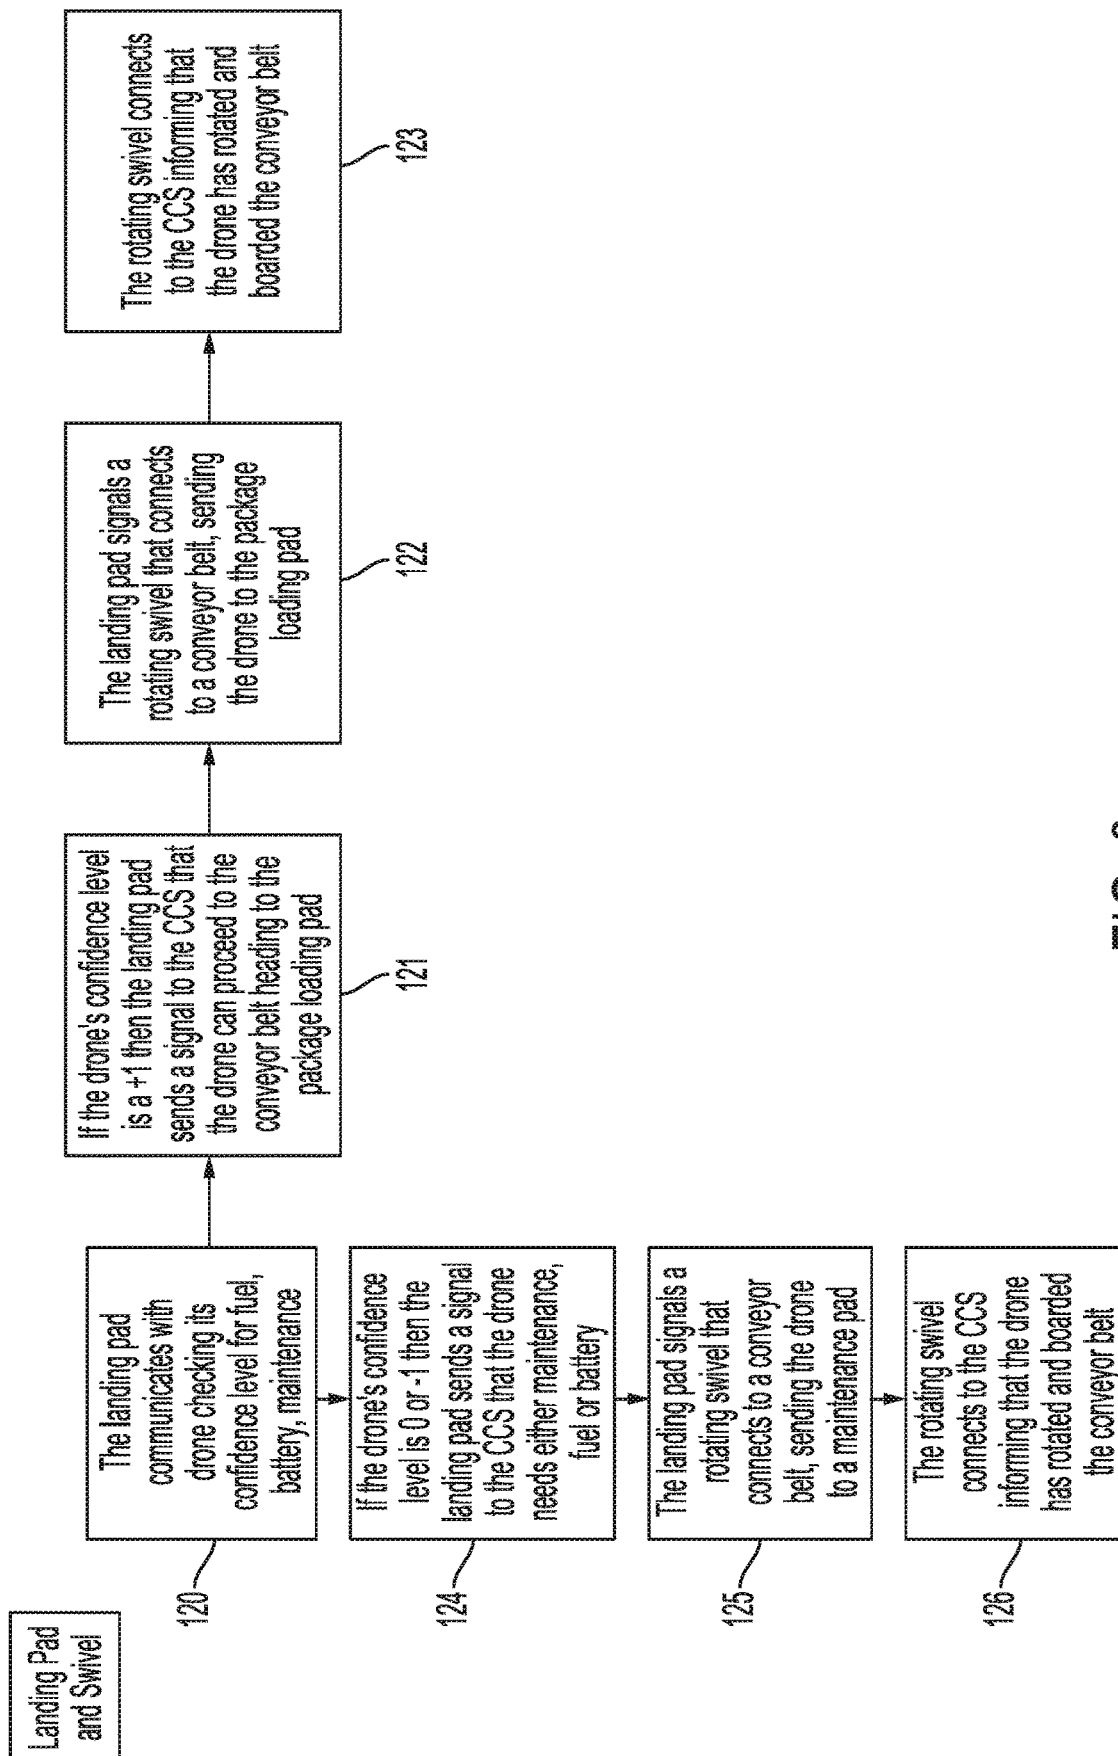 Landing Pad
and Swivel
The landing pad
communicates with
drone checking its
confidence level for fuel,
battery, maintenance
120
If the drone's confidence level
is a +1 then the landing pad
sends a signal to the CCS that
the drone can proceed to the
conveyor belt heading to the
package loading pad
121
The landing pad signals a
rotating swivel that connects
to a conveyor belt, sending
the drone to the package
loading pad
122
The rotating swivel connects
to the CCS informing that
the drone has rotated and
boarded the conveyor belt
123
If the drone's confidence
level is 0 or -1 then the
landing pad sends a signal
to the CCS that the drone
needs either maintenance,
fuel or battery
124
The landing pad signals a
rotating swivel that
connects to a conveyor
belt, sending the drone
to a maintenance pad
125
The rotating swivel
connects to the CCS
informing that the drone
has rotated and boarded
the conveyor belt
126